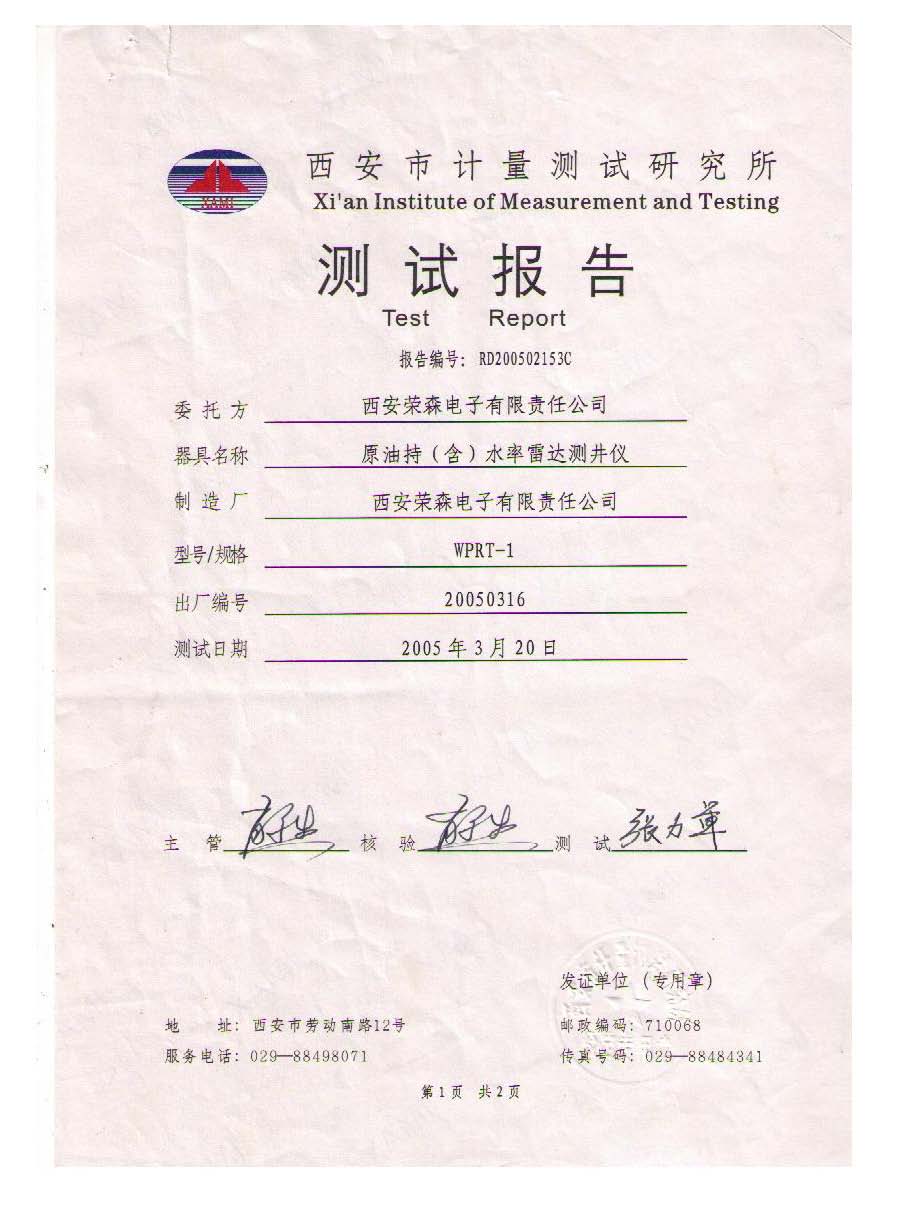 西安市计量测试研究所
XAMI
Xi'an Institute of Measurement and Testing
测试报告
Test Report
报告编号: RD200502153C
委托方 西安荣森电子有限责任公司
器具名称 原油持(含)水率雷达测井仪
制造厂 西安荣森电子有限责任公司
型号/规格 WPRT-1
出厂编号 20050316
测试日期 2005年3月20日
主管 核验 测试 张力军
发证单位 (专用章)
地 址: 西安市劳动南路12号 邮政编码: 710068
服务电话: 029—88498071 传真号码: 029—88484341
第1页 共2页